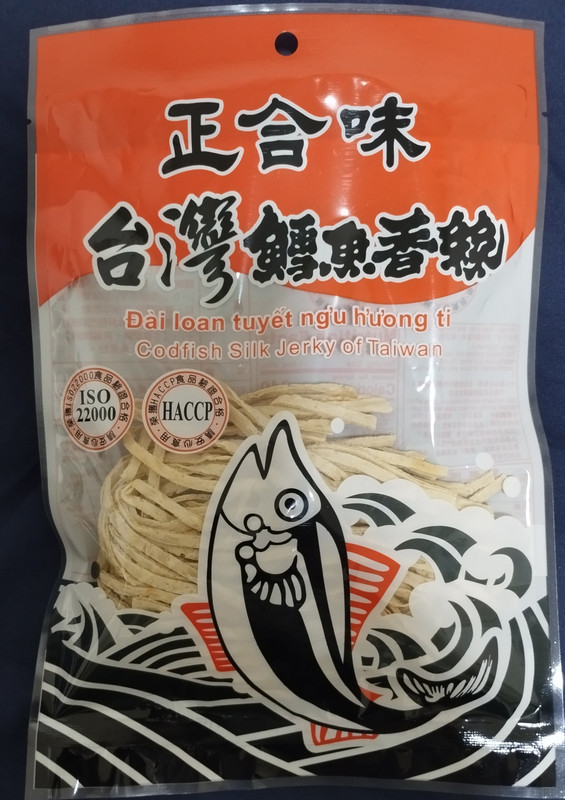 正合味
台灣鱈魚香絲
Đài loan tuyết ngư hương ti
Codfish Silk Jerky of Taiwan
ISO
22000
HACCP